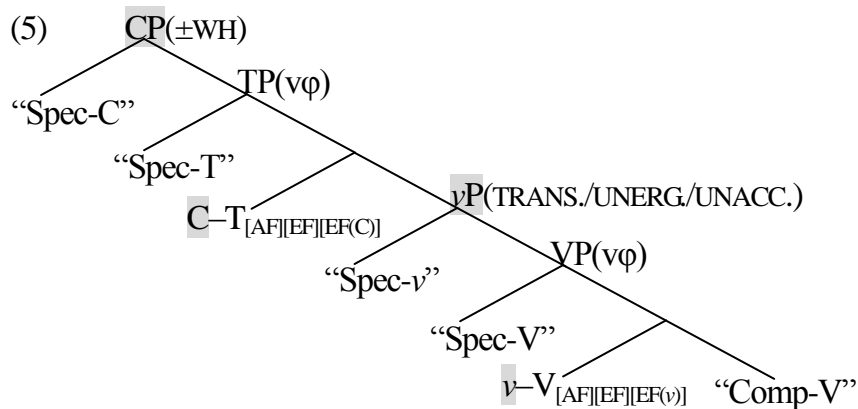 (5) CP(±WH)
TP(vφ)
“Spec-C”
“Spec-T”
C–T[AF][EF][EF(C)]
vP(TRANS./UNERG./UNACC.)
“Spec-v”
VP(vφ)
“Spec-V”
v–V[AF][EF][EF(v)]
“Comp-V”